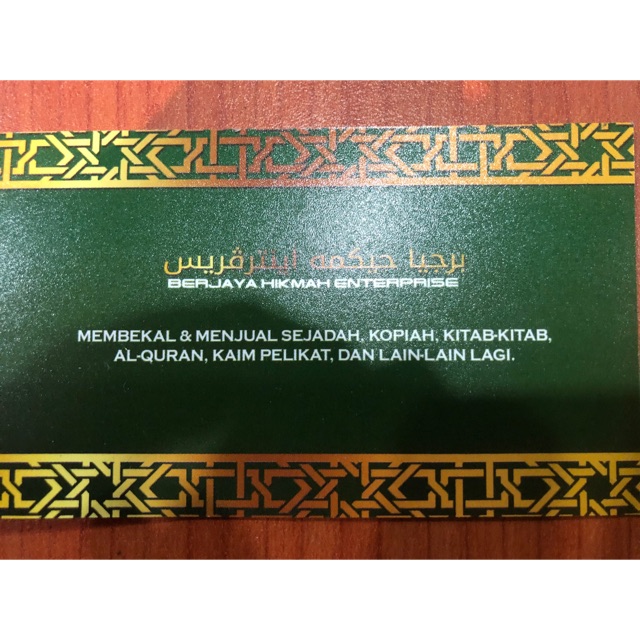 برجيا حيکمه اينترڤريس
BERJAYA HIKMAH ENTERPRISE
MEMBEKAL & MENJUAL SEJADAH, KOPIAH, KITAB-KITAB,
AL-QURAN, KAIM PELIKAT, DAN LAIN-LAIN LAGI.